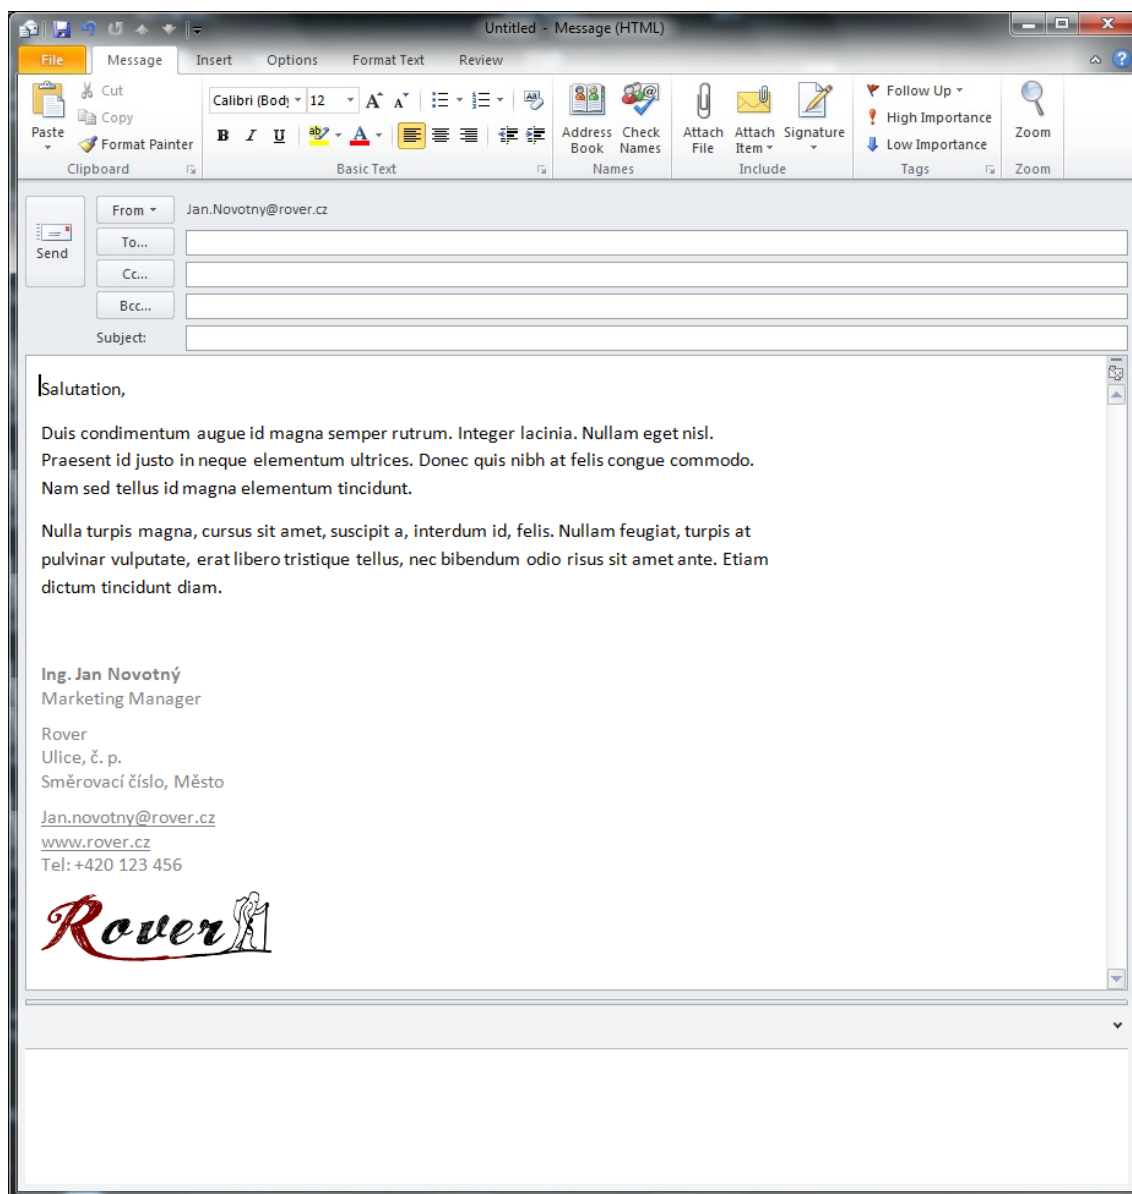 Untitled - Message (HTML)
File Message Insert Options Format Text Review
Paste
Cut
Copy
Format Painter
Clipboard
Calibri (Body 12
B I U
Basic Text
Address Book
Check Names
Names
Attach File
Attach Item
Signature
Include
Follow Up
High Importance
Low Importance
Tags
Zoom
Zoom
Send
From Jan.Novotny@rover.cz
To...
Cc...
Bcc...
Subject:
Salutation,
Duis condimentum augue id magna semper rutrum. Integer lacinia. Nullam eget nisl.
Praesent id justo in neque elementum ultrices. Donec quis nibh at felis congue commodo.
Nam sed tellus id magna elementum tincidunt.
Nulla turpis magna, cursus sit amet, suscipit a, interdum id, felis. Nullam feugiat, turpis at
pulvinar vulputate, erat libero tristique tellus, nec bibendum odio risus sit amet ante. Etiam
dictum tincidunt diam.
Ing. Jan Novotný
Marketing Manager
Rover
Ulice, č. p.
Směrovací číslo, Město
Jan.novotny@rover.cz
www.rover.cz
Tel: +420 123 456
Rover